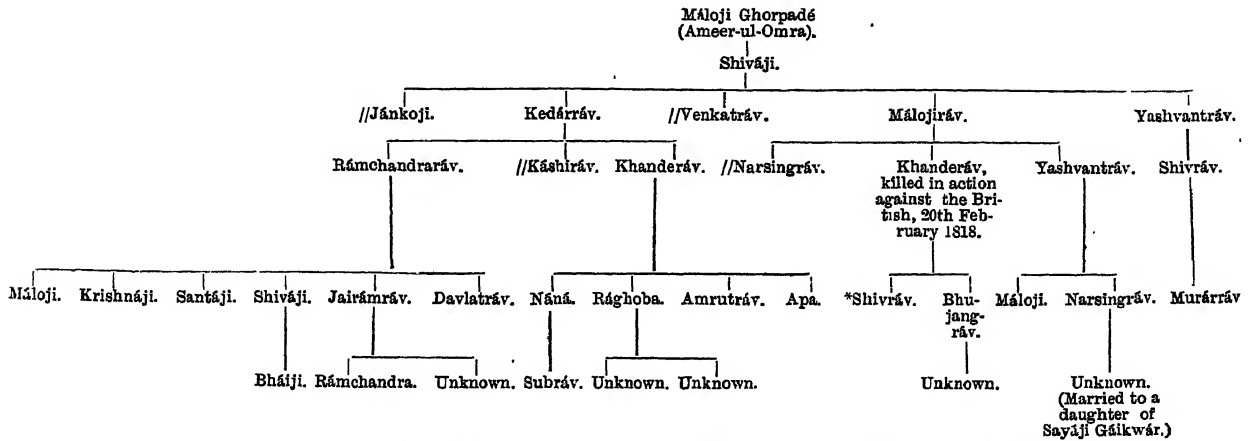 Máloji Ghorpadé
(Ameer-ul-Omra).
Shiváji.
//Jánkoji. Kedárráv. //Venkatráv. Málojiráv. Yashvantráv.
Rámchandraráv. //Káshiráv. Khanderáv. //Narsingráv. Khanderáv, Yashvantráv. Shivráv.
killed in action
against the Bri-
tish, 20th Feb-
ruary 1818.
Máloji. Krishnáji. Santáji. Shiváji. Jairámráv. Davlatráv. Náná. Rághoba. Amrutráv. Apa. *Shivráv. Bhu- Máloji. Narsingráv. Murárráv
jang-
ráv.
Bháiji. Rámchandra. Unknown. Subráv. Unknown. Unknown. Unknown. Unknown.
(Married to a
daughter of
Sayáji Gáikwár.)